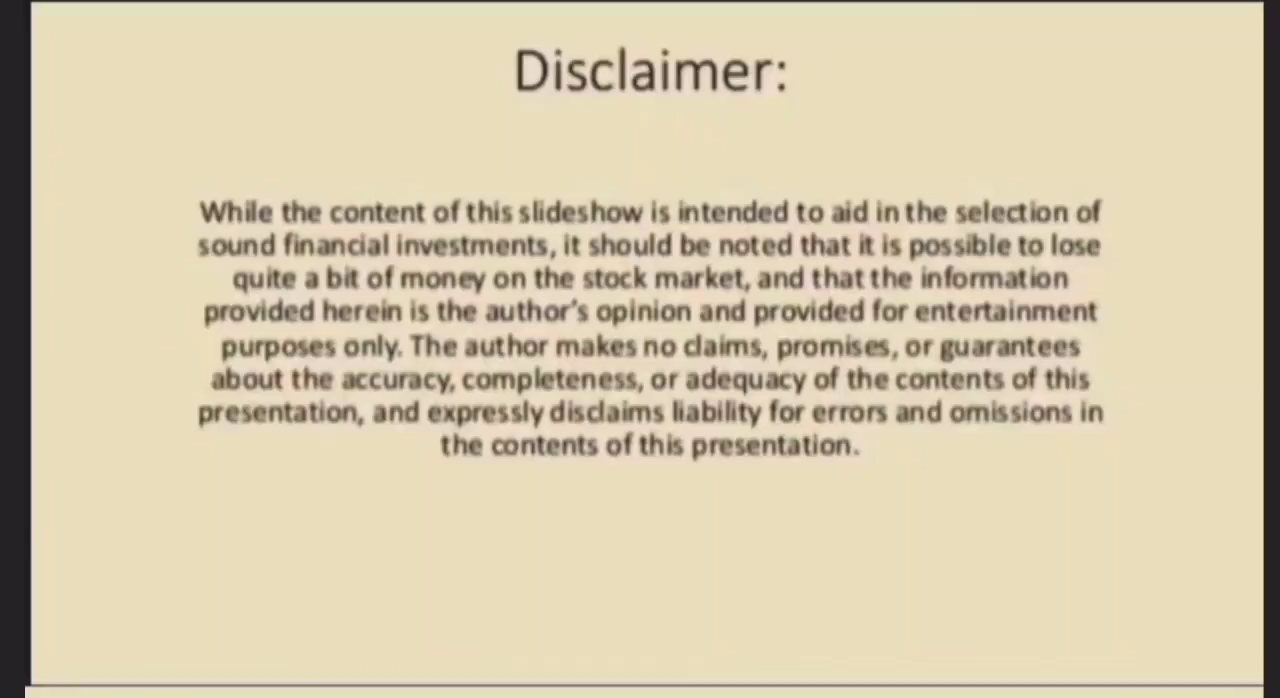 Disclaimer:
While the content of this slideshow is intended to aid in the selection of
sound financial investments, it should be noted that it is possible to lose
quite a bit of money on the stock market, and that the information
provided herein is the author's opinion and provided for entertainment
purposes only. The author makes no claims, promises, or guarantees
about the accuracy, completeness, or adequacy of the contents of this
presentation, and expressly disclaims liability for errors and omissions in
the contents of this presentation.